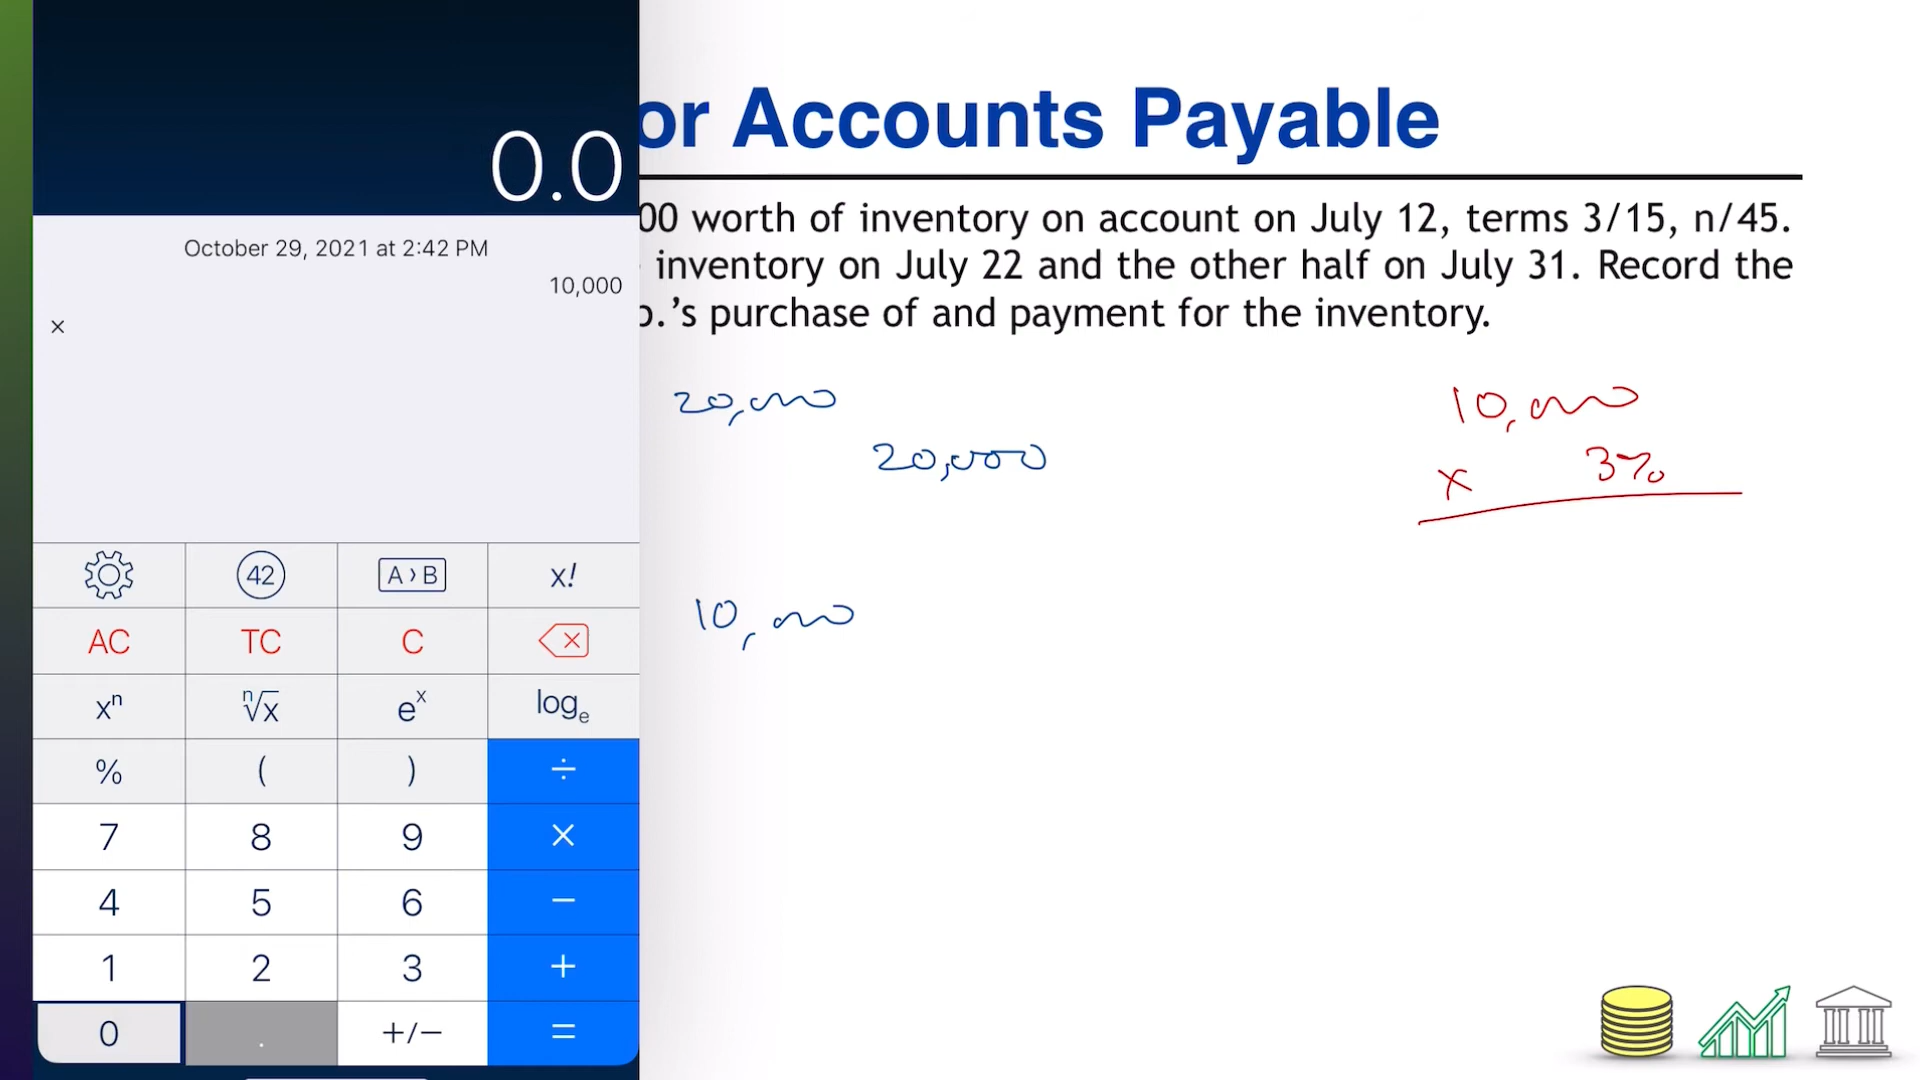 or Accounts Payable
00 worth of inventory on account on July 12, terms 3/15, n/45.
inventory on July 22 and the other half on July 31. Record the
o.’s purchase of and payment for the inventory.
20,000
20,000
10,000
10,000
x 3%
0.0
October 29, 2021 at 2:42 PM
10,000
×
42 A›B x!
AC TC C
xⁿ ⁿ√x eˣ logₑ
% ( ) ÷
7 8 9 ×
4 5 6 −
1 2 3 +
0 . +/− =